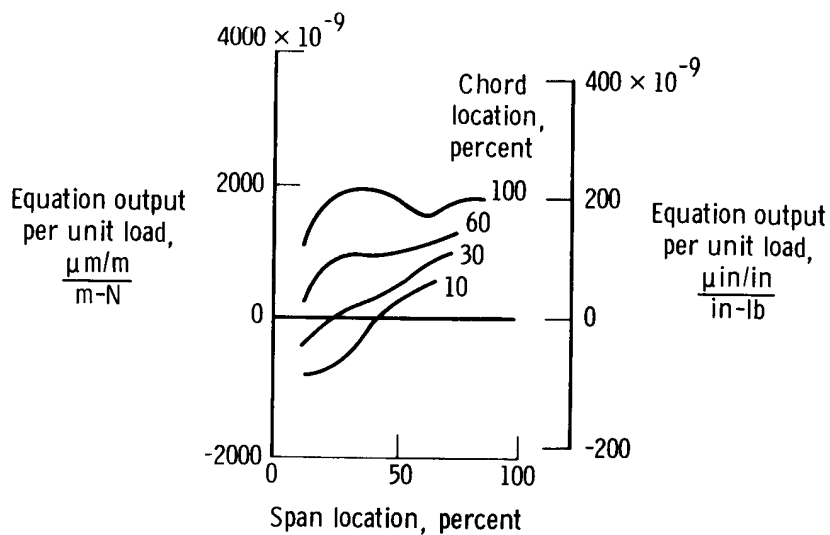 4000 × 10⁻⁹
2000
0
-2000
Equation output
per unit load,
μm/m
m-N
Chord
location,
percent
100
60
30
10
400 × 10⁻⁹
200
0
-200
Equation output
per unit load,
μin/in
in-lb
0
50
100
Span location, percent